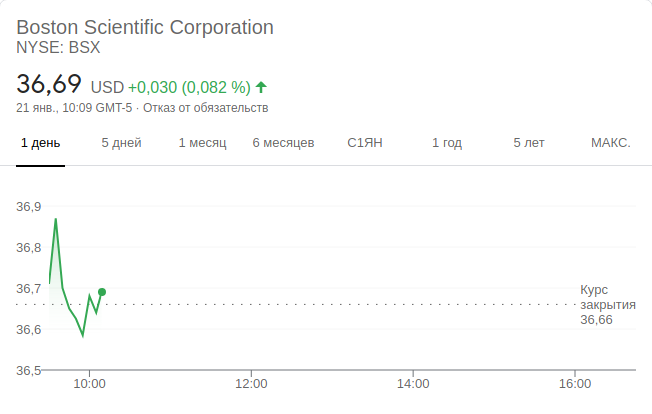 Boston Scientific Corporation
NYSE: BSX
36,69 USD +0,030 (0,082 %)
21 янв., 10:09 GMT-5 · Отказ от обязательств
1 день 5 дней 1 месяц 6 месяцев С1ЯН 1 год 5 лет МАКС.
36,9
36,8
36,7
Курс
закрытия
36,66
36,6
36,5
10:00 12:00 14:00 16:00